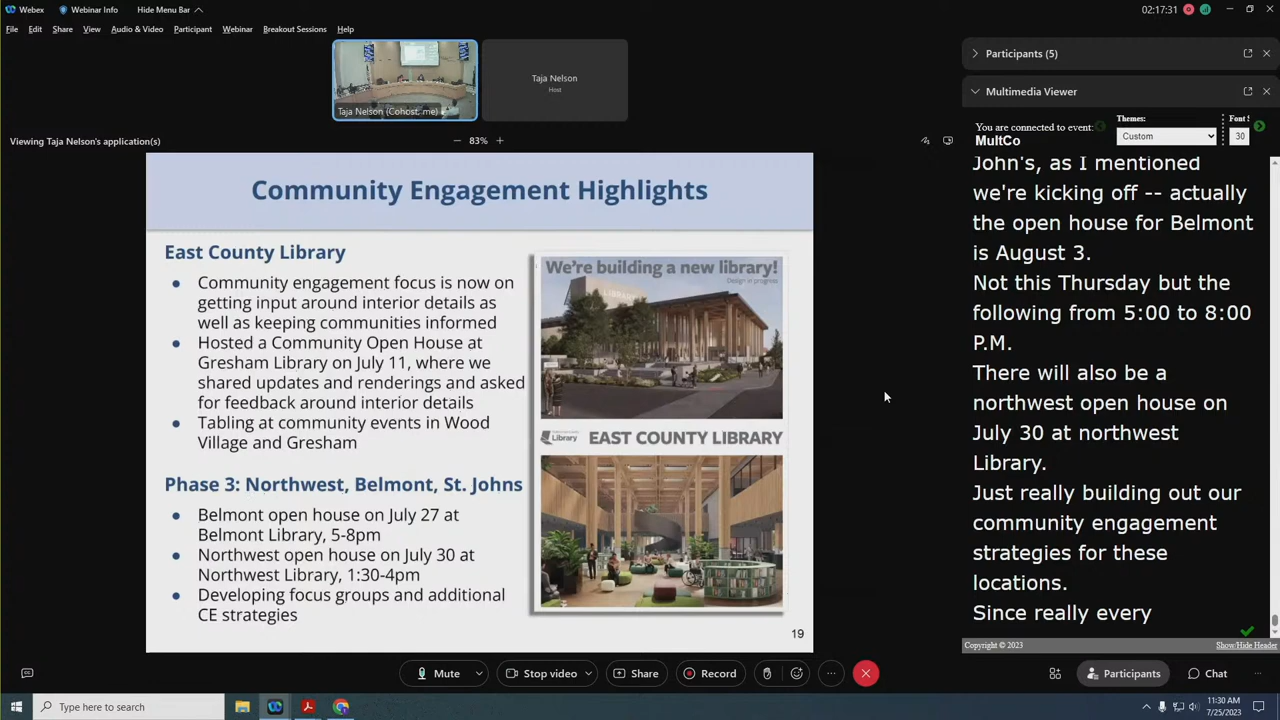 Webex
Webinar Info
Hide Menu Bar
02:17:31
File
Edit
Share
View
Audio & Video
Participant
Webinar
Breakout Sessions
Help
Taja Nelson (Cohost, me)
Taja Nelson
Host
Participants (5)
Multimedia Viewer
Viewing Taja Nelson's application(s)
83%
You are connected to event:
MultCo
Themes:
Custom
30
Community Engagement Highlights
East County Library
Community engagement focus is now on
getting input around interior details as
well as keeping communities informed
Hosted a Community Open House at
Gresham Library on July 11, where we
shared updates and renderings and asked
for feedback around interior details
Tabling at community events in Wood
Village and Gresham
Phase 3: Northwest, Belmont, St. Johns
Belmont open house on July 27 at
Belmont Library, 5-8pm
Northwest open house on July 30 at
Northwest Library, 1:30-4pm
Developing focus groups and additional
CE strategies
We're building a new library!
Design in progress
Library
EAST COUNTY LIBRARY
19
John's, as I mentioned
we're kicking off -- actually
the open house for Belmont
is August 3.
Not this Thursday but the
following from 5:00 to 8:00
P.M.
There will also be a
northwest open house on
July 30 at northwest
Library.
Just really building out our
community engagement
strategies for these
locations.
Since really every
Copyright © 2023
Show/Hide Header
Mute
Stop video
Share
Record
Participants
Chat
Type here to search
11:30 AM
7/25/2023